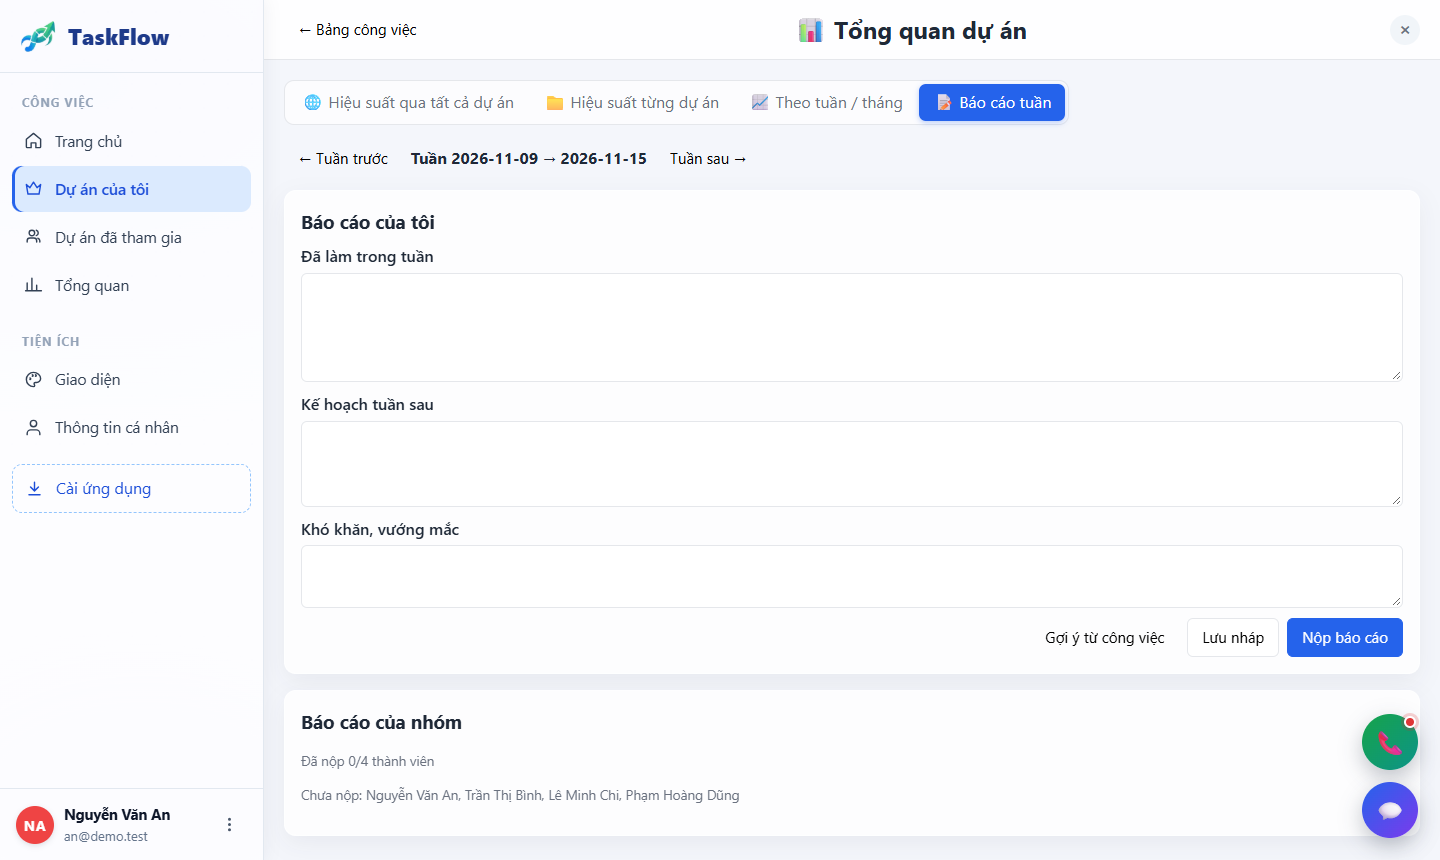 TaskFlow
CÔNG VIỆC
Trang chủ
Dự án của tôi
Dự án đã tham gia
Tổng quan
TIỆN ÍCH
Giao diện
Thông tin cá nhân
Cài ứng dụng
NA
Nguyễn Văn An
an@demo.test
← Bảng công việc
Tổng quan dự án
×
Hiệu suất qua tất cả dự án
Hiệu suất từng dự án
Theo tuần / tháng
Báo cáo tuần
← Tuần trước
Tuần 2026-11-09 → 2026-11-15
Tuần sau →
Báo cáo của tôi
Đã làm trong tuần
Kế hoạch tuần sau
Khó khăn, vướng mắc
Gợi ý từ công việc
Lưu nháp
Nộp báo cáo
Báo cáo của nhóm
Đã nộp 0/4 thành viên
Chưa nộp: Nguyễn Văn An, Trần Thị Bình, Lê Minh Chi, Phạm Hoàng Dũng